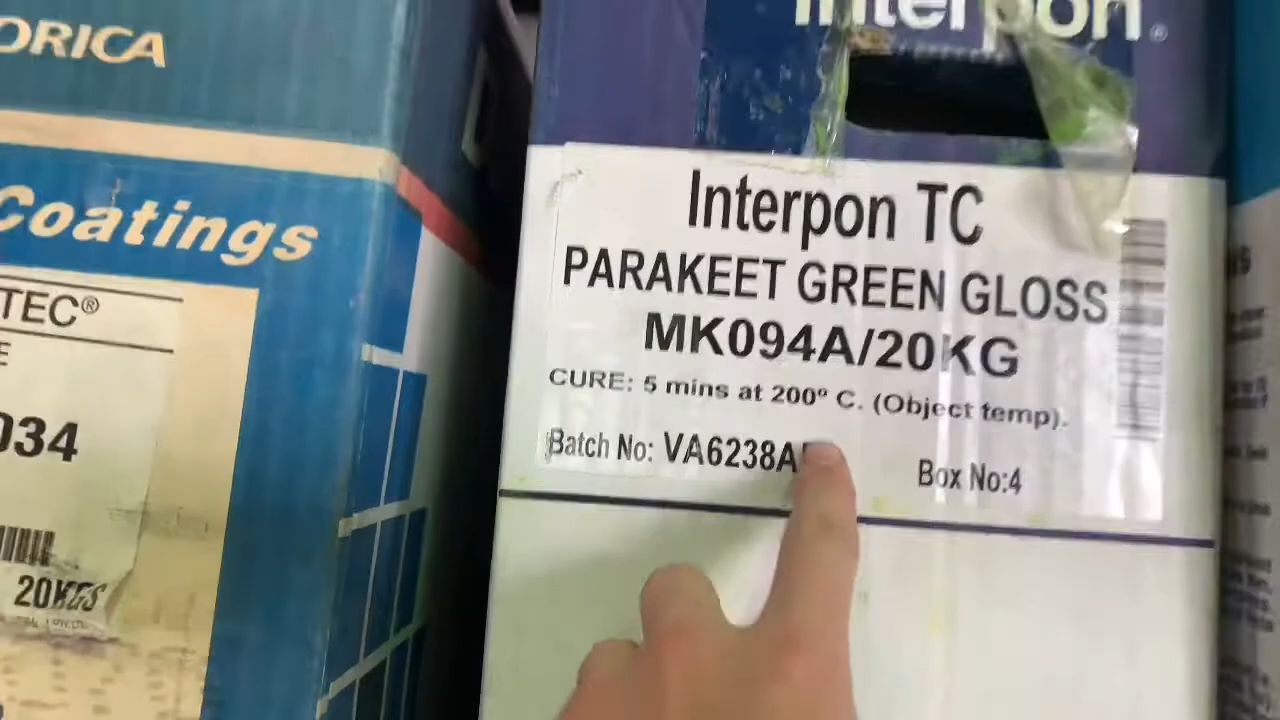 ORICA
Coatings
TEC®
034
20KGS
Interpon®
Interpon TC
PARAKEET GREEN GLOSS
MK094A/20KG
CURE: 5 mins at 200º C. (Object temp).
Batch No: VA6238A
Box No:4